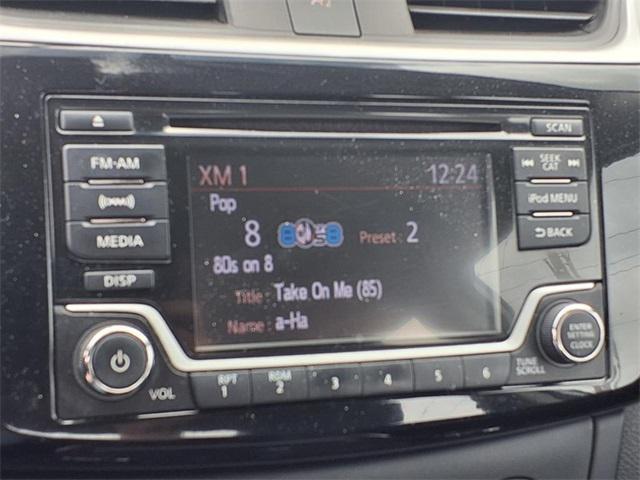 SCAN
FM-AM
XM
MEDIA
DISP
XM 1 12:24
Pop
8 Preset: 2
80s on 8
Title: Take On Me (85)
Name: a-Ha
SEEK
CAT
iPod MENU
BACK
ENTER
SETTING
CLOCK
TUNE
SCROLL
VOL
RPT
1
RDM
2
3
4
5
6